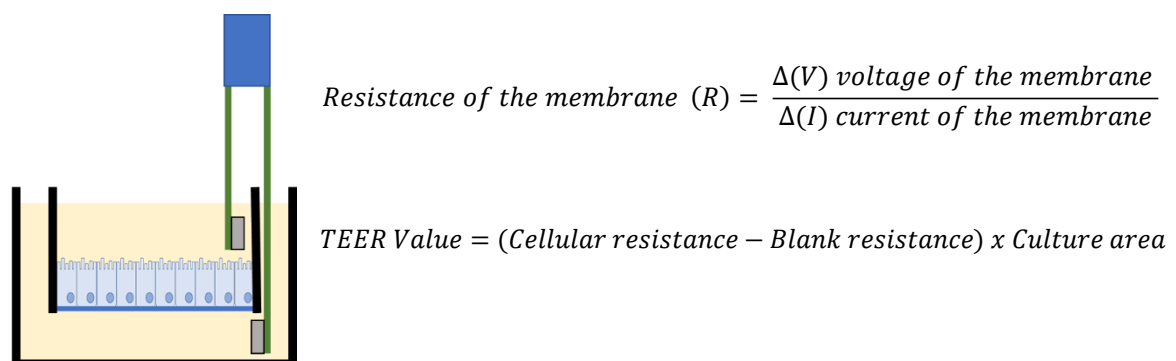 Resistance of the membrane (R) = Δ(V) voltage of the membrane / Δ(I) current of the membrane
TEER Value = (Cellular resistance − Blank resistance) x Culture area